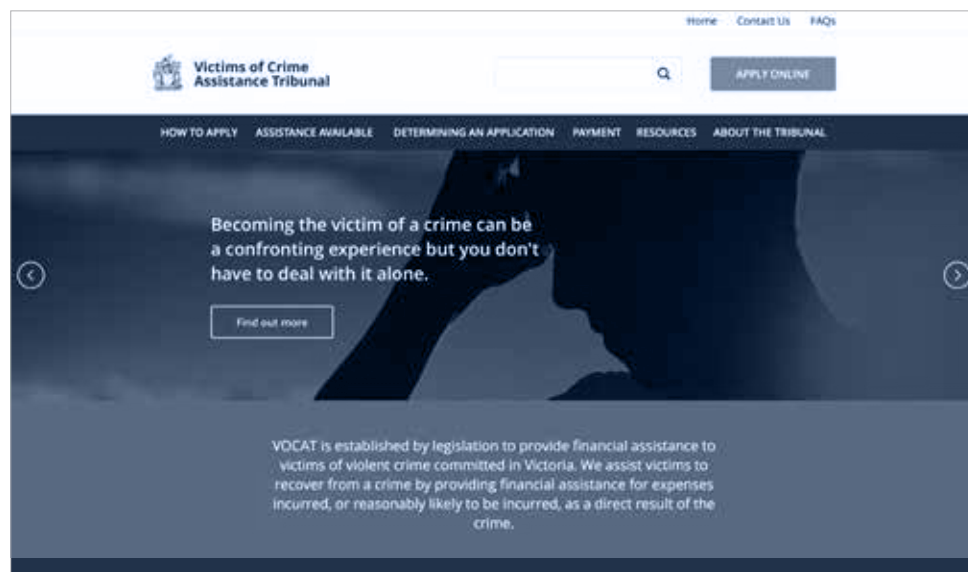 Home Contact Us FAQs
Victims of Crime
Assistance Tribunal
APPLY ONLINE
HOW TO APPLY ASSISTANCE AVAILABLE DETERMINING AN APPLICATION PAYMENT RESOURCES ABOUT THE TRIBUNAL
Becoming the victim of a crime can be
a confronting experience but you don't
have to deal with it alone.
Find out more
VOCAT is established by legislation to provide financial assistance to
victims of violent crime committed in Victoria. We assist victims to
recover from a crime by providing financial assistance for expenses
incurred, or reasonably likely to be incurred, as a direct result of the
crime.